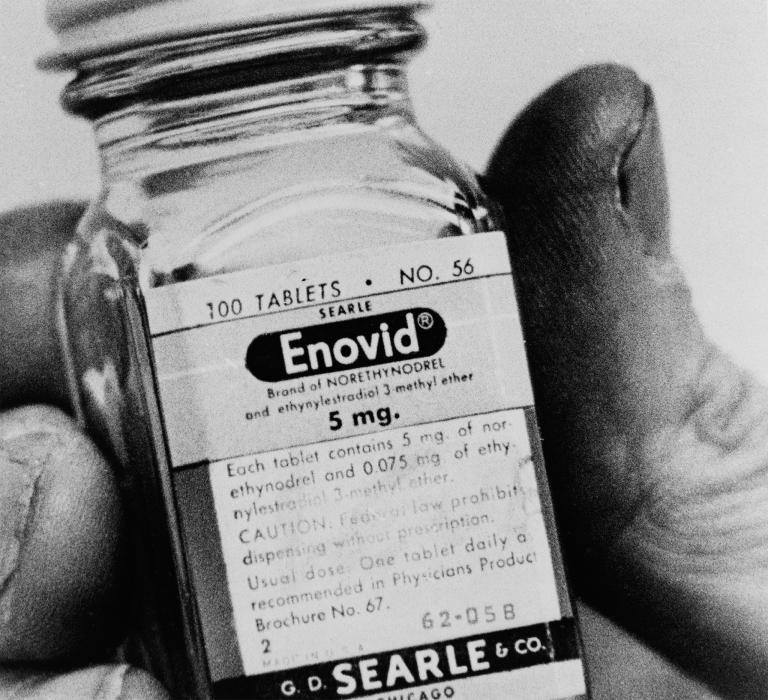 100 TABLETS • NO. 56
SEARLE
Enovid®
Brand of NORETHYNODREL
and ethynylestradiol 3-methyl ether
5 mg.
Each tablet contains 5 mg. of nor-
ethynodrel and 0.075 mg. of ethy-
nylestradiol 3-methyl ether.
CAUTION: Federal law prohibits
dispensing without prescription.
Usual dose: One tablet daily a
recommended in Physicians Product
Brochure No. 67.
62-058
2
MADE IN U.S.A.
G. D. SEARLE & CO.
CHICAGO